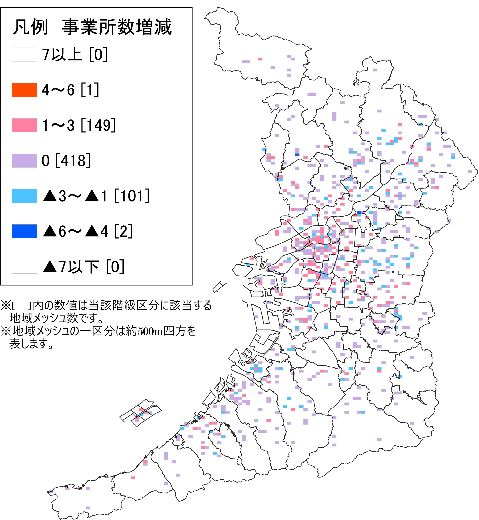 凡例　事業所数増減
7以上 [0]
4～6 [1]
1～3 [149]
0 [418]
▲3～▲1 [101]
▲6～▲4 [2]
▲7以下 [0]
※[　]内の数値は当該階級区分に該当する
地域メッシュ数です。
※地域メッシュの一区分は約500m四方を
表します。